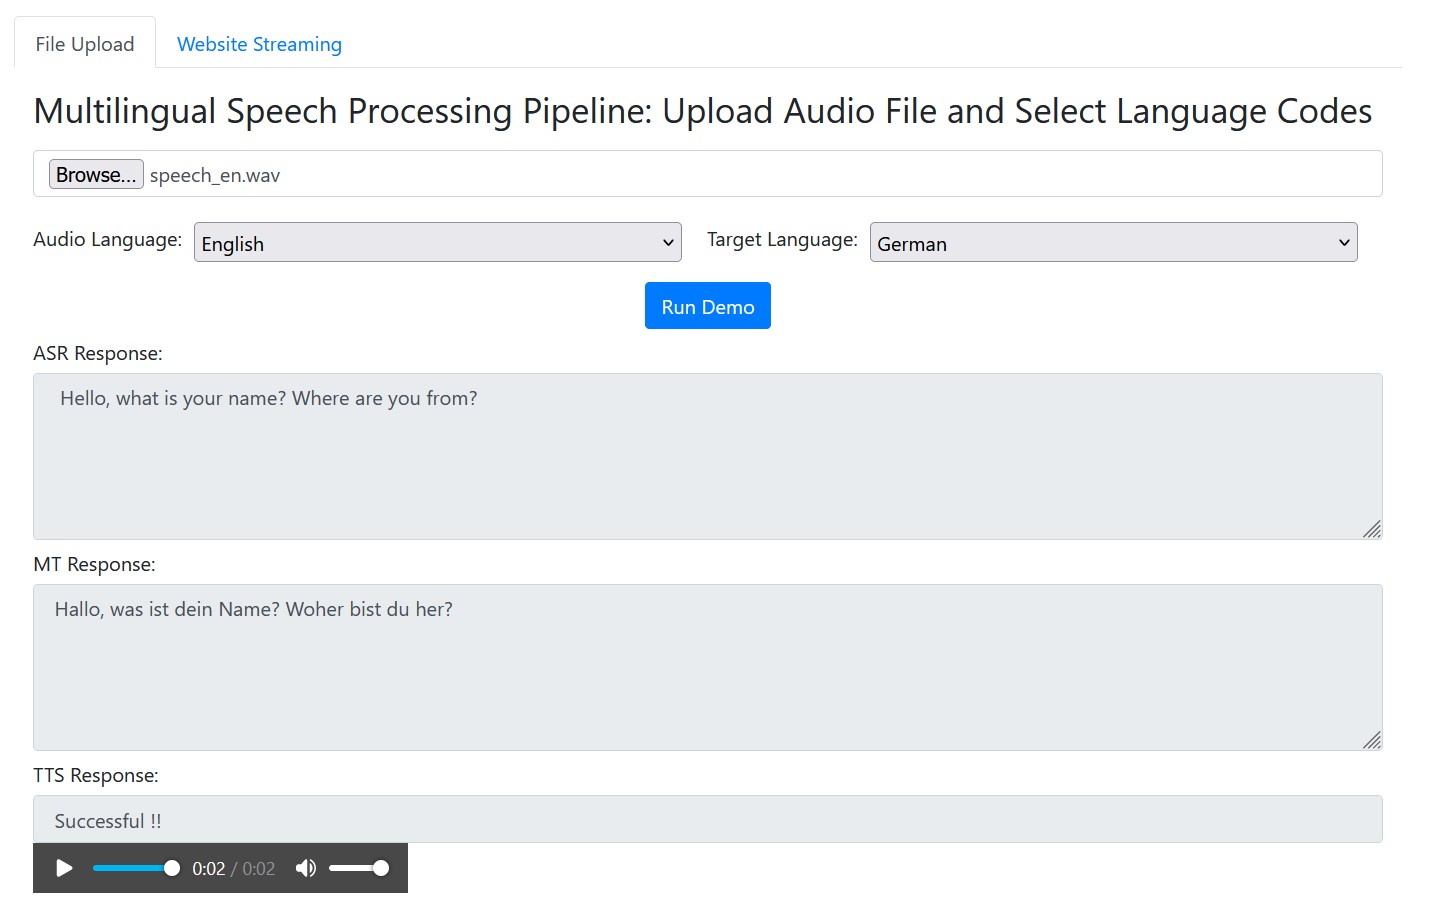 File Upload Website Streaming
Multilingual Speech Processing Pipeline: Upload Audio File and Select Language Codes
Browse... speech_en.wav
Audio Language: English Target Language: German
Run Demo
ASR Response:
Hello, what is your name? Where are you from?
MT Response:
Hallo, was ist dein Name? Woher bist du her?
TTS Response:
Successful !!
0:02 / 0:02